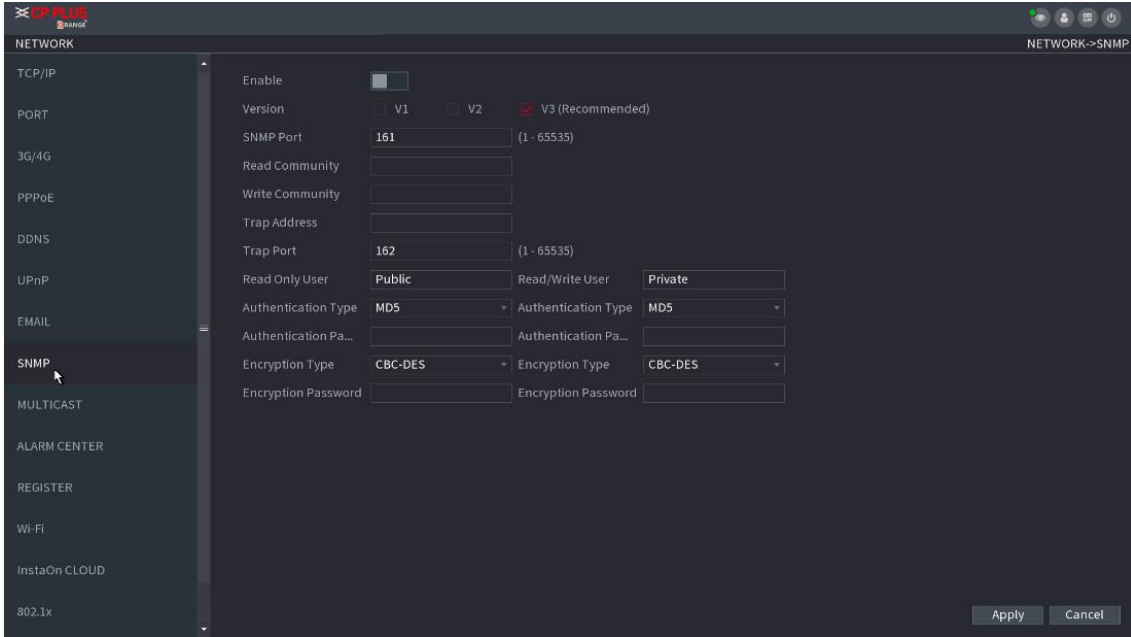 CP PLUS
ORANGE
NETWORK
NETWORK->SNMP
TCP/IP
PORT
3G/4G
PPPoE
DDNS
UPnP
EMAIL
SNMP
MULTICAST
ALARM CENTER
REGISTER
Wi-Fi
InstaOn CLOUD
802.1x
Enable
Version V1 V2 V3 (Recommended)
SNMP Port 161 (1 - 65535)
Read Community
Write Community
Trap Address
Trap Port 162 (1 - 65535)
Read Only User Public Read/Write User Private
Authentication Type MD5 Authentication Type MD5
Authentication Pa... Authentication Pa...
Encryption Type CBC-DES Encryption Type CBC-DES
Encryption Password Encryption Password
Apply Cancel